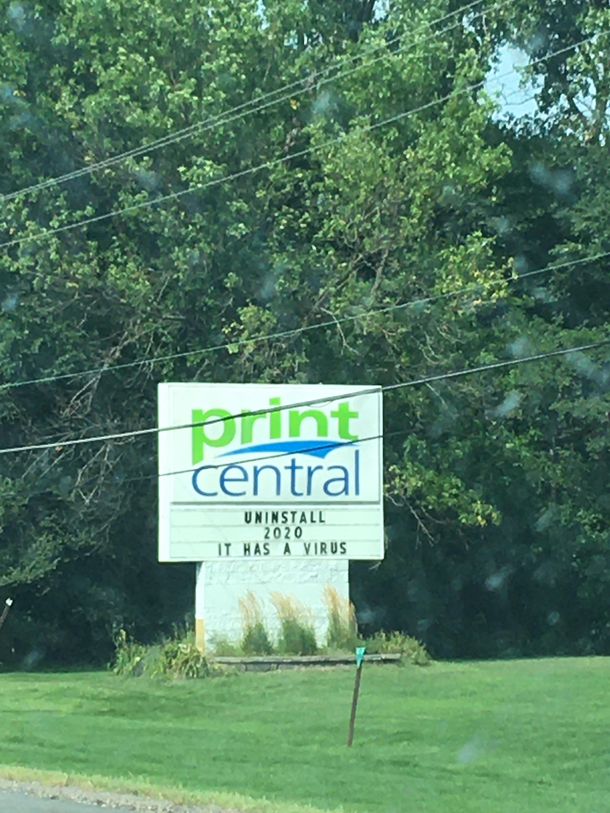 print
central
UNINSTALL
2020
IT HAS A VIRUS